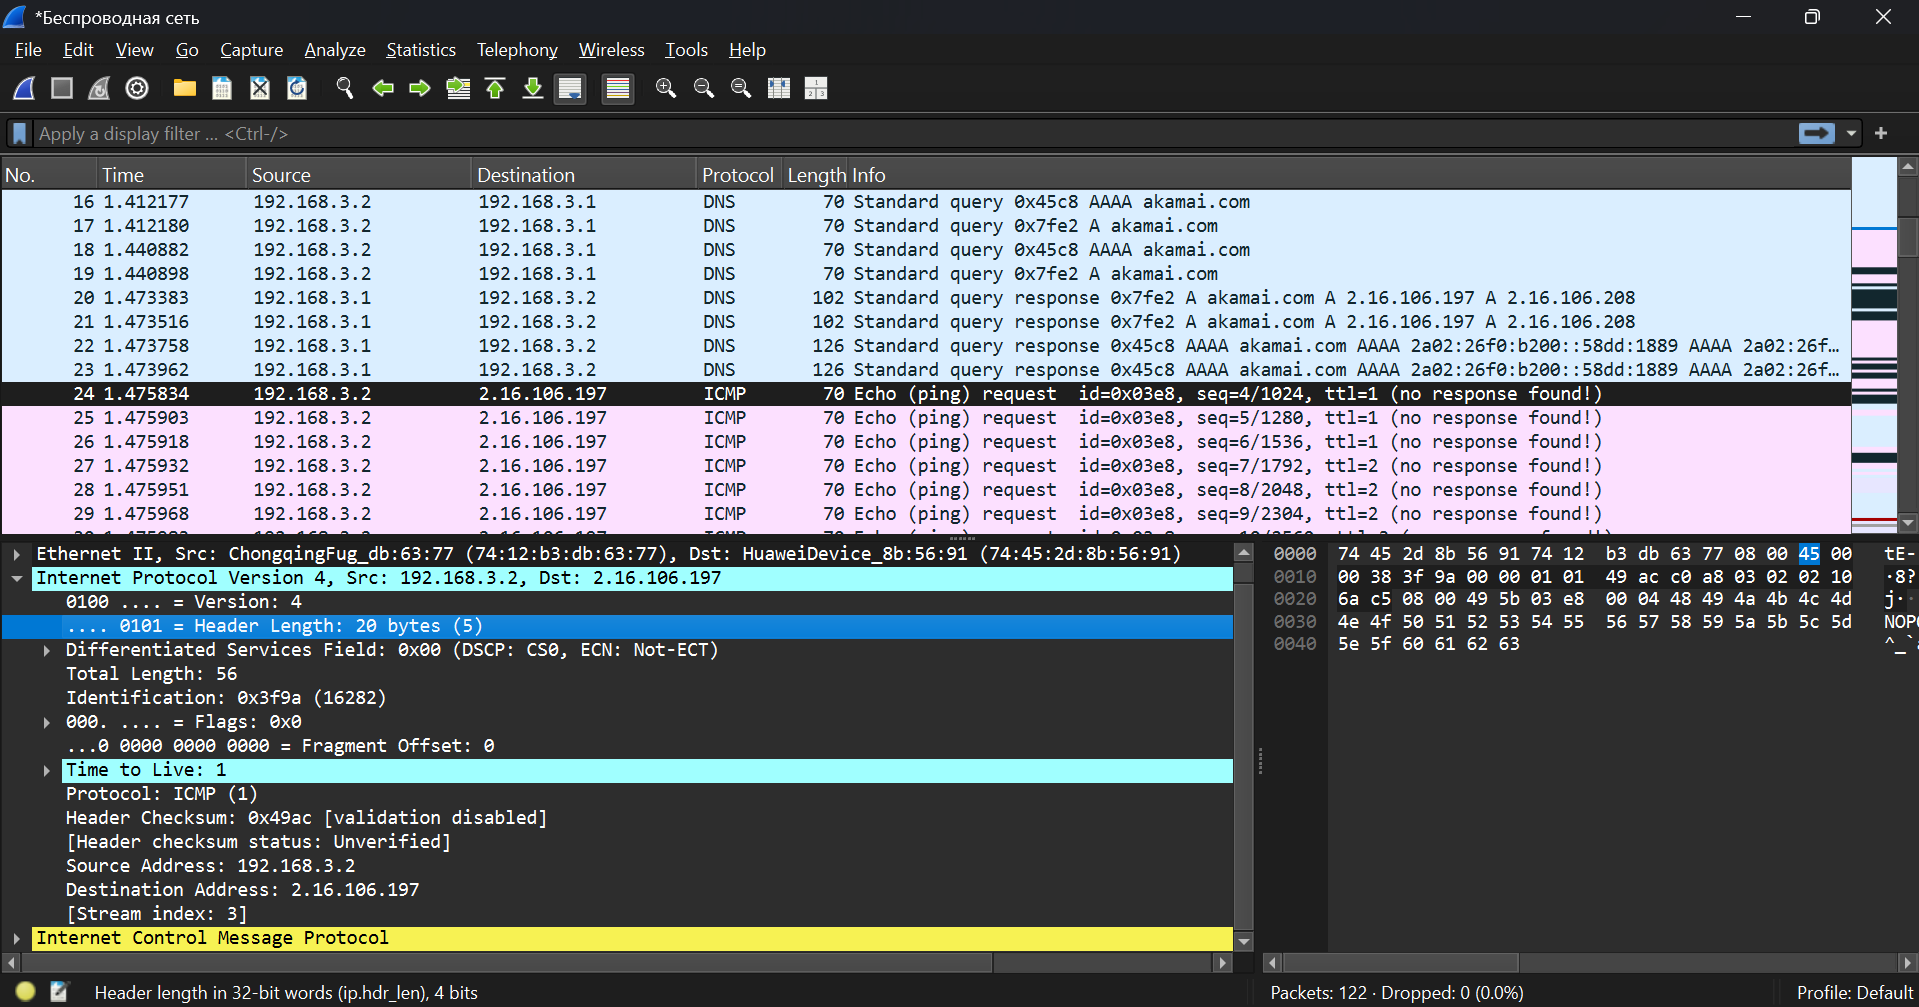 *Беспроводная сеть
File Edit View Go Capture Analyze Statistics Telephony Wireless Tools Help
Apply a display filter ... <Ctrl-/>
No. Time Source Destination Protocol Length Info
16 1.412177 192.168.3.2 192.168.3.1 DNS 70 Standard query 0x45c8 AAAA akamai.com
17 1.412180 192.168.3.2 192.168.3.1 DNS 70 Standard query 0x7fe2 A akamai.com
18 1.440882 192.168.3.2 192.168.3.1 DNS 70 Standard query 0x45c8 AAAA akamai.com
19 1.440898 192.168.3.2 192.168.3.1 DNS 70 Standard query 0x7fe2 A akamai.com
20 1.473383 192.168.3.1 192.168.3.2 DNS 102 Standard query response 0x7fe2 A akamai.com A 2.16.106.197 A 2.16.106.208
21 1.473516 192.168.3.1 192.168.3.2 DNS 102 Standard query response 0x7fe2 A akamai.com A 2.16.106.197 A 2.16.106.208
22 1.473758 192.168.3.1 192.168.3.2 DNS 126 Standard query response 0x45c8 AAAA akamai.com AAAA 2a02:26f0:b200::58dd:1889 AAAA 2a02:26f…
23 1.473962 192.168.3.1 192.168.3.2 DNS 126 Standard query response 0x45c8 AAAA akamai.com AAAA 2a02:26f0:b200::58dd:1889 AAAA 2a02:26f…
24 1.475834 192.168.3.2 2.16.106.197 ICMP 70 Echo (ping) request id=0x03e8, seq=4/1024, ttl=1 (no response found!)
25 1.475903 192.168.3.2 2.16.106.197 ICMP 70 Echo (ping) request id=0x03e8, seq=5/1280, ttl=1 (no response found!)
26 1.475918 192.168.3.2 2.16.106.197 ICMP 70 Echo (ping) request id=0x03e8, seq=6/1536, ttl=1 (no response found!)
27 1.475932 192.168.3.2 2.16.106.197 ICMP 70 Echo (ping) request id=0x03e8, seq=7/1792, ttl=2 (no response found!)
28 1.475951 192.168.3.2 2.16.106.197 ICMP 70 Echo (ping) request id=0x03e8, seq=8/2048, ttl=2 (no response found!)
29 1.475968 192.168.3.2 2.16.106.197 ICMP 70 Echo (ping) request id=0x03e8, seq=9/2304, ttl=2 (no response found!)
Ethernet II, Src: ChongqingFug_db:63:77 (74:12:b3:db:63:77), Dst: HuaweiDevice_8b:56:91 (74:45:2d:8b:56:91)
Internet Protocol Version 4, Src: 192.168.3.2, Dst: 2.16.106.197
0100 .... = Version: 4
.... 0101 = Header Length: 20 bytes (5)
Differentiated Services Field: 0x00 (DSCP: CS0, ECN: Not-ECT)
Total Length: 56
Identification: 0x3f9a (16282)
000. .... = Flags: 0x0
...0 0000 0000 0000 = Fragment Offset: 0
Time to Live: 1
Protocol: ICMP (1)
Header Checksum: 0x49ac [validation disabled]
[Header checksum status: Unverified]
Source Address: 192.168.3.2
Destination Address: 2.16.106.197
[Stream index: 3]
Internet Control Message Protocol
0000 74 45 2d 8b 56 91 74 12 b3 db 63 77 08 00 45 00 tE-
0010 00 38 3f 9a 00 00 01 01 49 ac c0 a8 03 02 02 10 ·8?
0020 6a c5 08 00 49 5b 03 e8 00 04 48 49 4a 4b 4c 4d j··
0030 4e 4f 50 51 52 53 54 55 56 57 58 59 5a 5b 5c 5d NOP
0040 5e 5f 60 61 62 63 ^_`
Header length in 32-bit words (ip.hdr_len), 4 bits
Packets: 122 · Dropped: 0 (0.0%)
Profile: Default